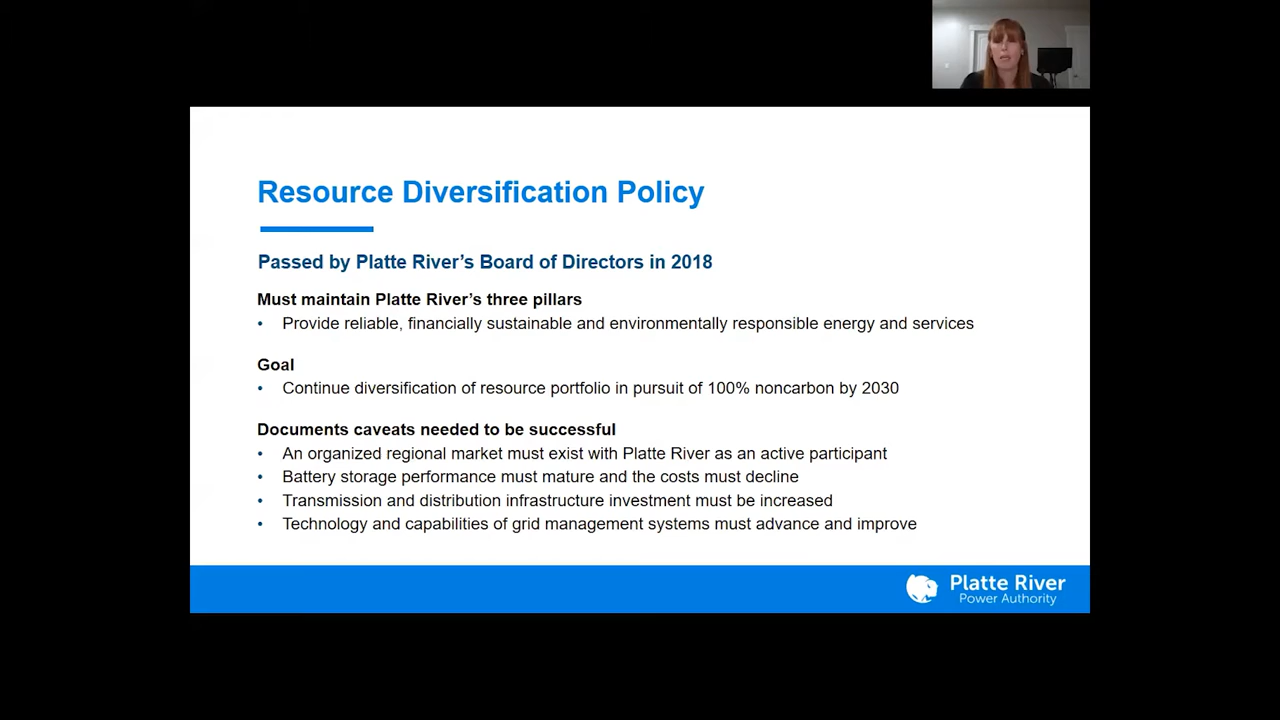 Resource Diversification Policy
Passed by Platte River’s Board of Directors in 2018
Must maintain Platte River’s three pillars
• Provide reliable, financially sustainable and environmentally responsible energy and services
Goal
• Continue diversification of resource portfolio in pursuit of 100% noncarbon by 2030
Documents caveats needed to be successful
• An organized regional market must exist with Platte River as an active participant
• Battery storage performance must mature and the costs must decline
• Transmission and distribution infrastructure investment must be increased
• Technology and capabilities of grid management systems must advance and improve
Platte River
Power Authority